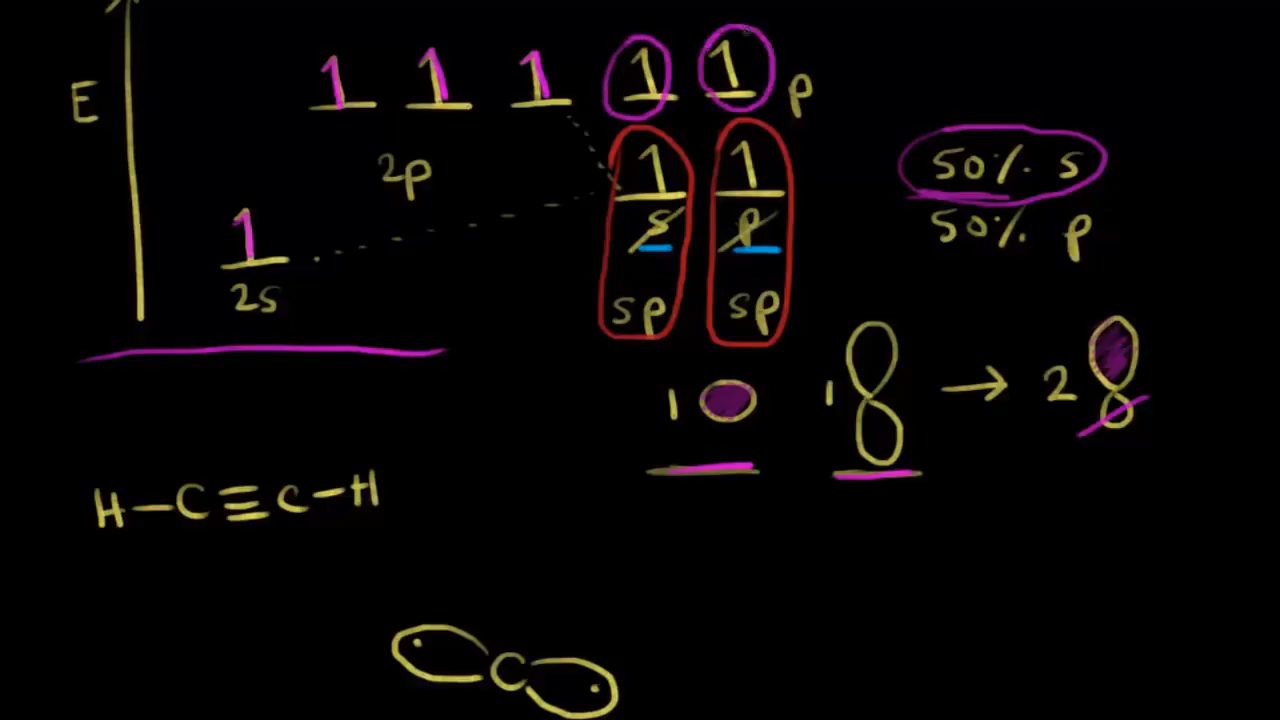 1 1 1 1 1 p
E
1 1
50% s
2p
50% p
1
s p
2s
sp sp
1 1 → 2
H-C≡C-H
C